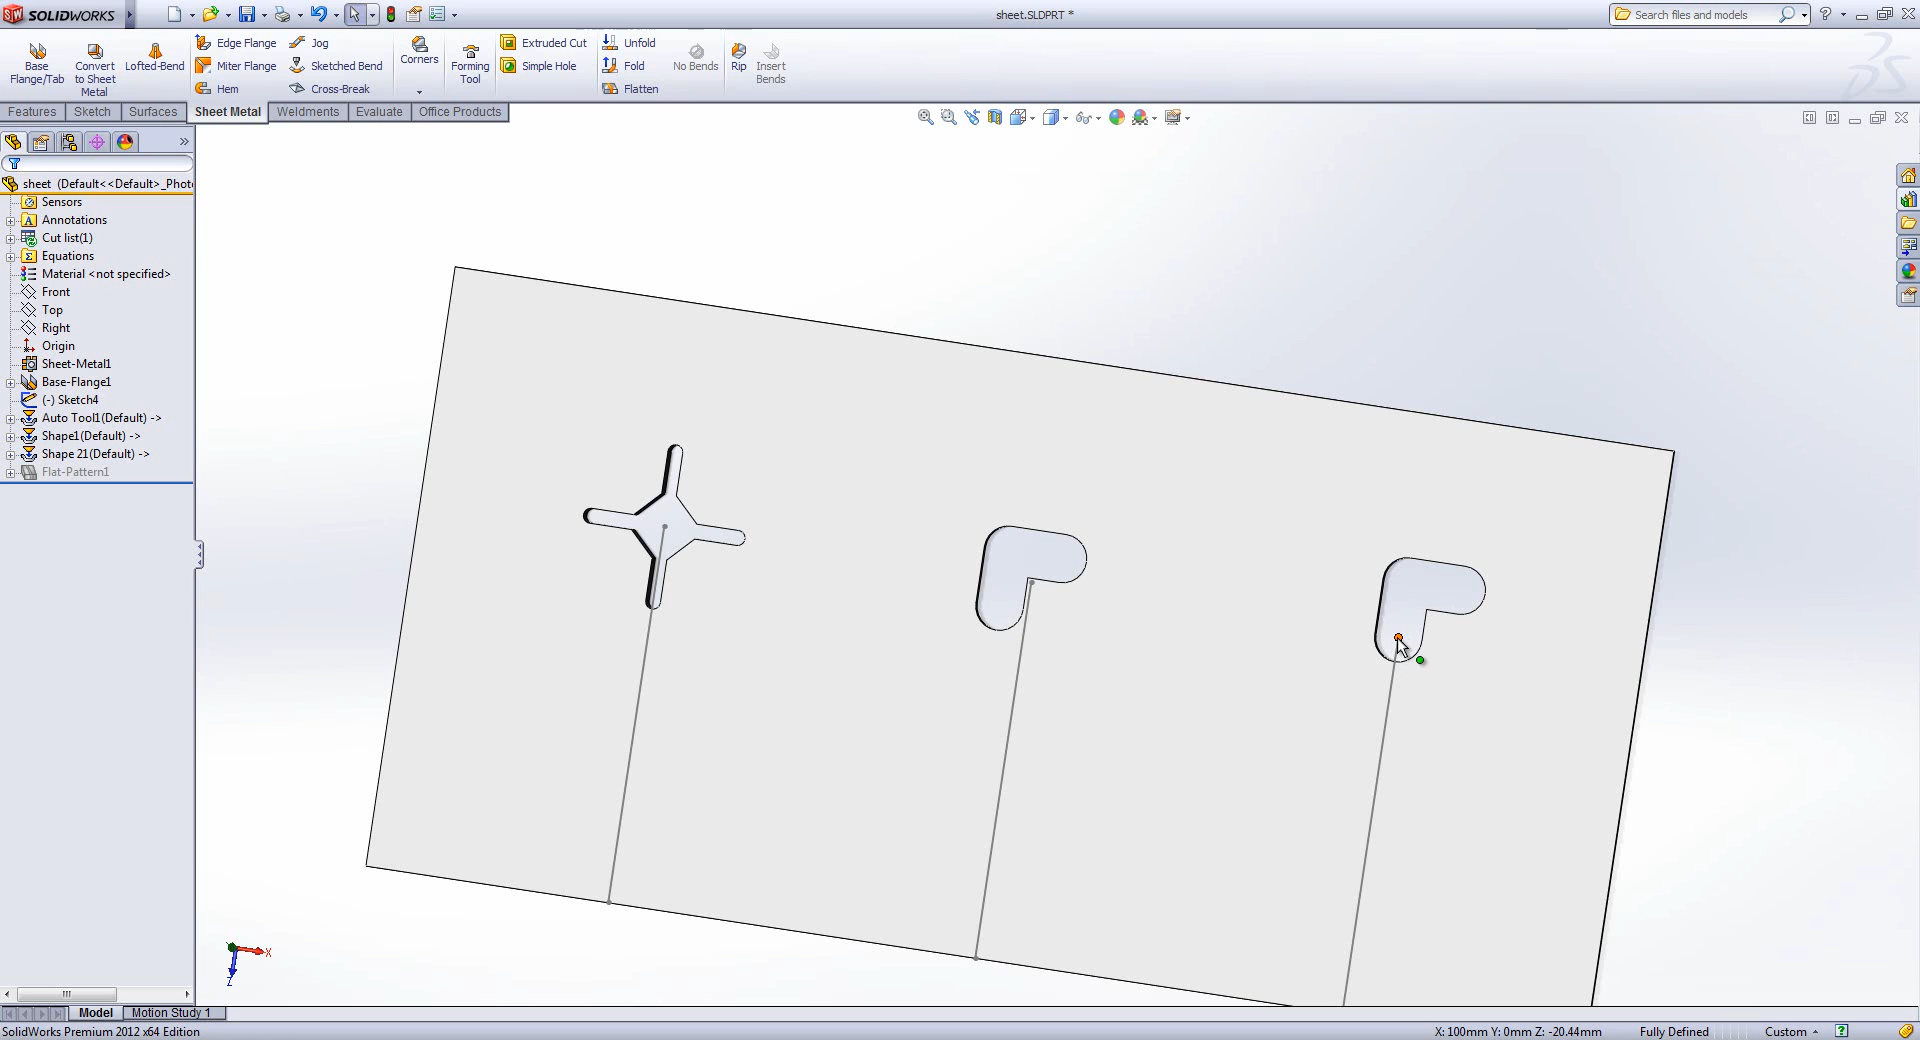 SOLIDWORKS
sheet.SLDPRT *
Search files and models
Base Flange/Tab
Convert to Sheet Metal
Lofted-Bend
Edge Flange
Miter Flange
Hem
Jog
Sketched Bend
Cross-Break
Corners
Forming Tool
Extruded Cut
Simple Hole
Unfold
Fold
Flatten
No Bends
Rip
Insert Bends
Features
Sketch
Surfaces
Sheet Metal
Weldments
Evaluate
Office Products
sheet (Default<<Default>_Phot
Sensors
Annotations
Cut list(1)
Equations
Material <not specified>
Front
Top
Right
Origin
Sheet-Metal1
Base-Flange1
(-) Sketch4
Auto Tool1(Default) ->
Shape1(Default) ->
Shape 21(Default) ->
Flat-Pattern1
X
Z
Model
Motion Study 1
SolidWorks Premium 2012 x64 Edition
X: 100mm Y: 0mm Z: -20.44mm
Fully Defined
Custom